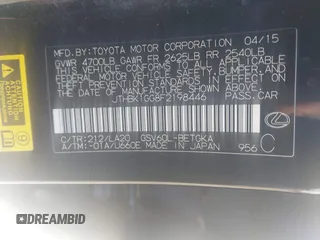 MFD.BY:TOYOTA MOTOR CORPORATION 04/15
GVWR 4700LB GAWR FR 2625LB RR 2540LB
THIS VEHICLE CONFORMS TO ALL APPLICABLE
FEDERAL MOTOR VEHICLE SAFETY, BUMPER, AND
THEFT PREVENTION STANDARDS IN EFFECT ON
THE DATE OF MANUFACTURE SHOWN ABOVE.
JTHBK1GG8F2198446 PASS.CAR
C/TR:212/LA20 GSV60L-BETGKA
A/TM:-01A/U660E MADE IN JAPAN 956 C
AUTOBIDMASTER